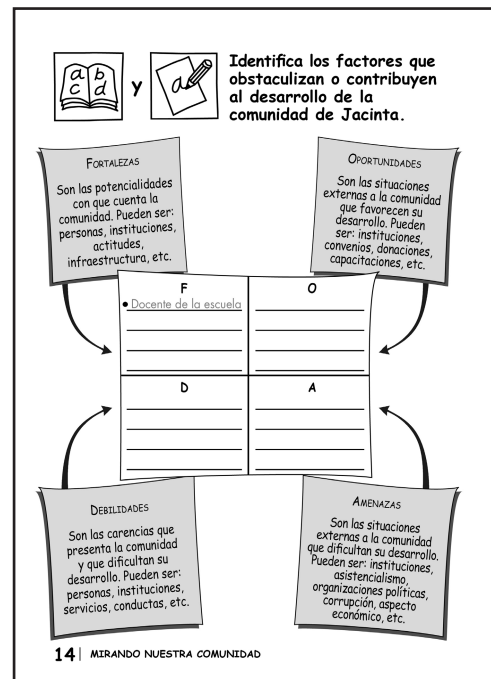 a b
c d
y
a
Identifica los factores que
obstaculizan o contribuyen
al desarrollo de la
comunidad de Jacinta.
FORTALEZAS
Son las potencialidades
con que cuenta la
comunidad. Pueden ser:
personas, instituciones,
actitudes,
infraestructura, etc.
OPORTUNIDADES
Son las situaciones
externas a la comunidad
que favorecen su
desarrollo. Pueden
ser: instituciones,
convenios, donaciones,
capacitaciones, etc.
F
• Docente de la escuela
O
D
A
DEBILIDADES
Son las carencias que
presenta la comunidad
y que dificultan su
desarrollo. Pueden ser:
personas, instituciones,
servicios, conductas, etc.
AMENAZAS
Son las situaciones
externas a la comunidad
que dificultan su desarrollo.
Pueden ser: instituciones,
asistencialismo,
organizaciones políticas,
corrupción, aspecto
económico, etc.
14| MIRANDO NUESTRA COMUNIDAD